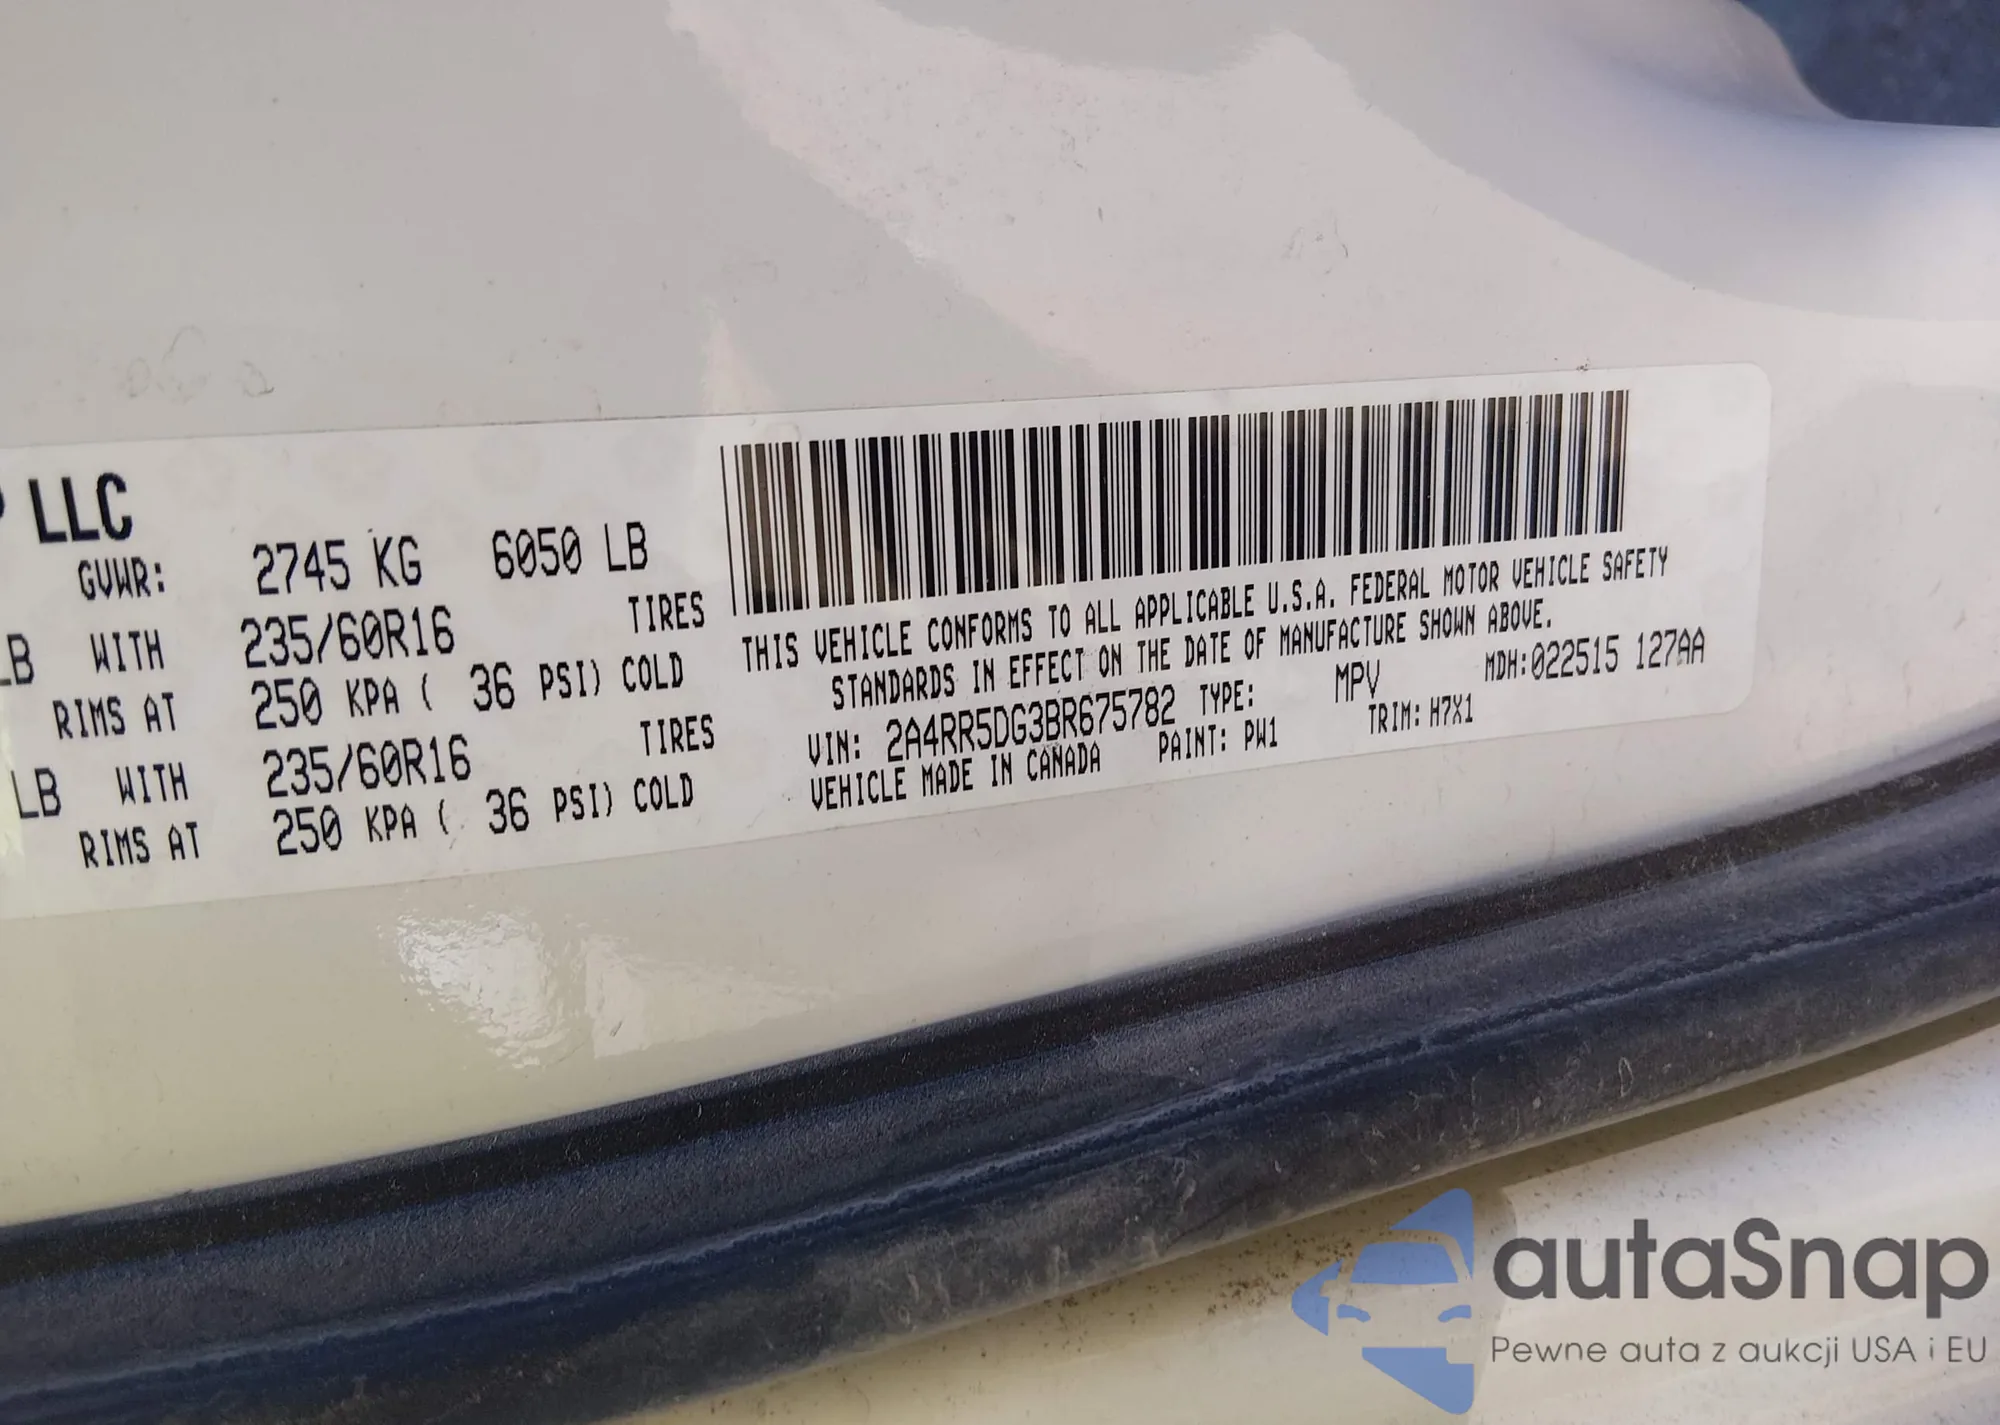 LLC
GVWR: 2745 KG 6050 LB
LB WITH 235/60R16 TIRES
RIMS AT 250 KPA ( 36 PSI) COLD
LB WITH 235/60R16 TIRES
RIMS AT 250 KPA ( 36 PSI) COLD
THIS VEHICLE CONFORMS TO ALL APPLICABLE U.S.A. FEDERAL MOTOR VEHICLE SAFETY
STANDARDS IN EFFECT ON THE DATE OF MANUFACTURE SHOWN ABOVE.
VIN: 2A4RR5DG3BR675782 TYPE: MPV MDH:022515 127AA
VEHICLE MADE IN CANADA PAINT: PW1 TRIM: H7X1
autaSnap
Pewne auta z aukcji USA i EU